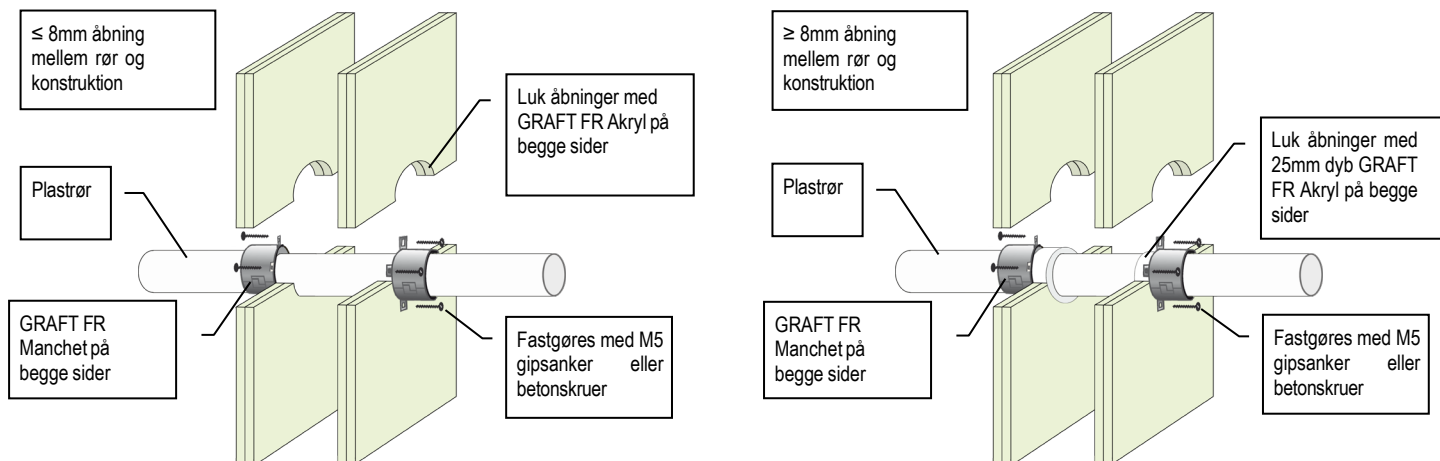 ≤ 8mm åbning
mellem rør og
konstruktion
Luk åbninger med
GRAFT FR Akryl på
begge sider
Plastrør
GRAFT FR
Manchet på
begge sider
Fastgøres med M5
gipsanker eller
betonskruer
≥ 8mm åbning
mellem rør og
konstruktion
Luk åbninger med
25mm dyb GRAFT
FR Akryl på begge
sider
Plastrør
GRAFT FR
Manchet på
begge sider
Fastgøres med M5
gipsanker eller
betonskruer